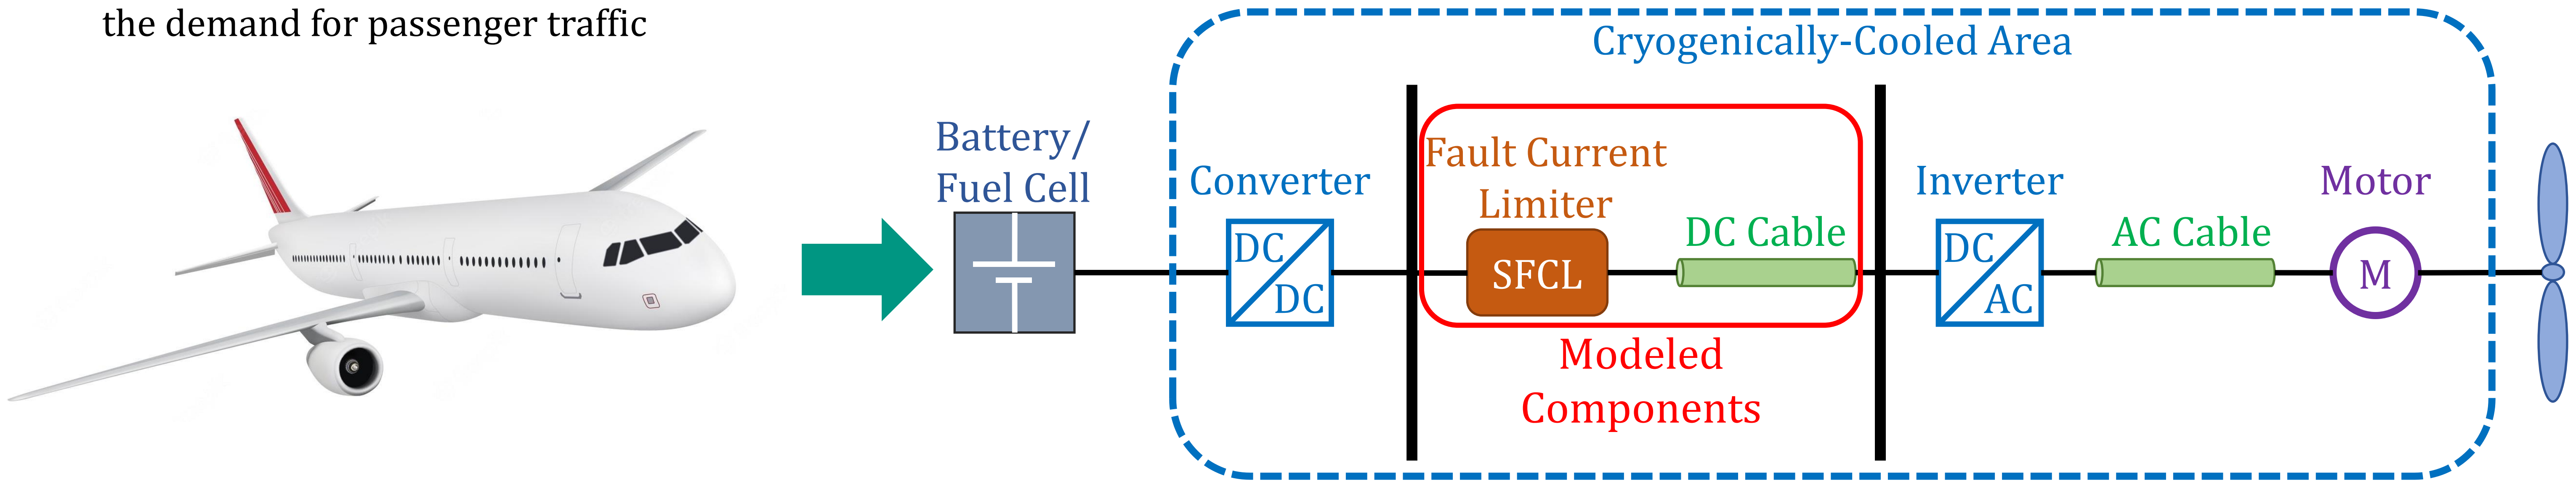 the demand for passenger traffic
Cryogenically-Cooled Area
Battery/
Fuel Cell
Converter
DC
DC
Fault Current
Limiter
SFCL
DC Cable
Modeled
Components
Inverter
DC
AC
AC Cable
Motor
M